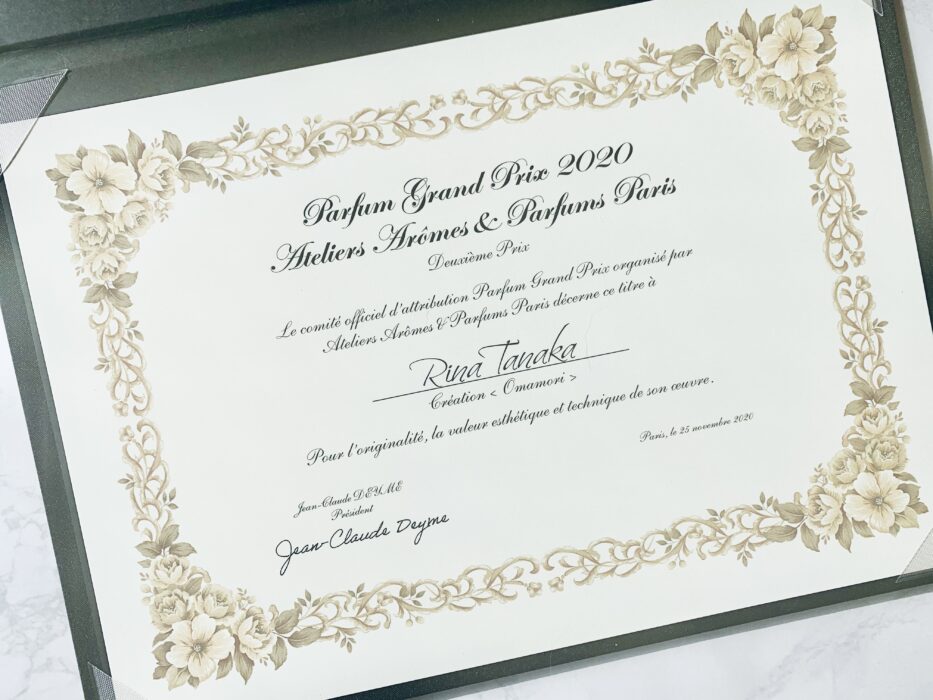 Parfum Grand Prix 2020
Ateliers Arômes & Parfums Paris
Deuxième Prix
Le comité officiel d'attribution Parfum Grand Prix organisé par
Ateliers Arômes & Parfums Paris décerne ce titre à
Rina Tanaka
Création < Omamori >
Pour l'originalité, la valeur esthétique et technique de son œuvre.
Paris, le 25 novembre 2020
Jean-Claude DEYME
Président
Jean-Claude Deyme